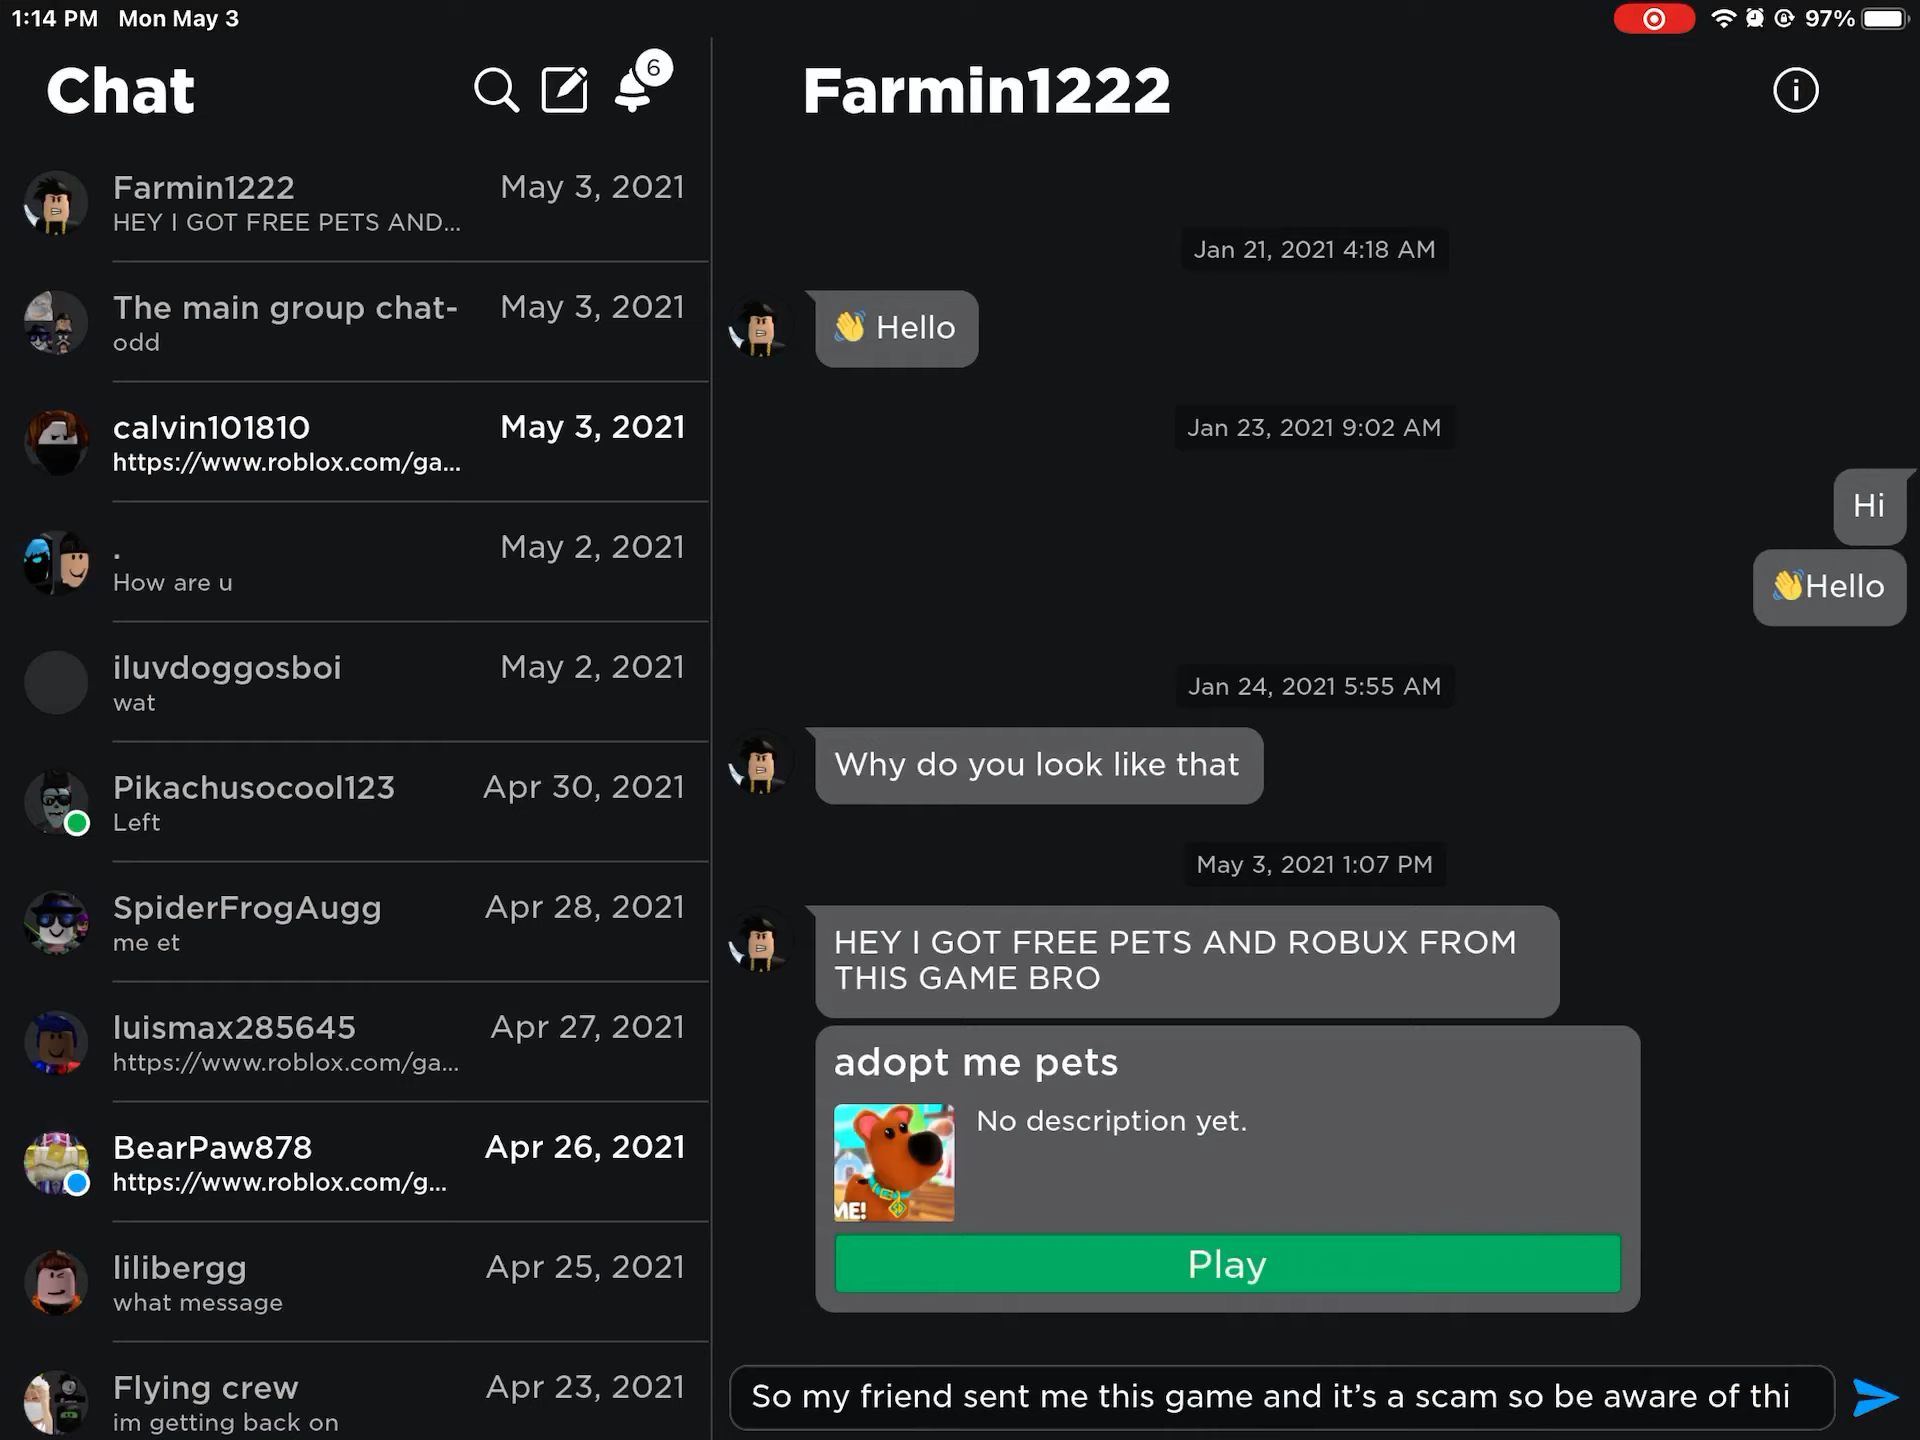 1:14 PM Mon May 3
97%
Chat
6
Farmin1222
Farmin1222 May 3, 2021
HEY I GOT FREE PETS AND...
The main group chat- May 3, 2021
odd
calvin101810 May 3, 2021
https://www.roblox.com/ga...
. May 2, 2021
How are u
iluvdoggosboi May 2, 2021
wat
Pikachusocool123 Apr 30, 2021
Left
SpiderFrogAugg Apr 28, 2021
me et
luismax285645 Apr 27, 2021
https://www.roblox.com/ga...
BearPaw878 Apr 26, 2021
https://www.roblox.com/g...
lilibergg Apr 25, 2021
what message
Flying crew Apr 23, 2021
im getting back on
Jan 21, 2021 4:18 AM
👋 Hello
Jan 23, 2021 9:02 AM
Hi
👋Hello
Jan 24, 2021 5:55 AM
Why do you look like that
May 3, 2021 1:07 PM
HEY I GOT FREE PETS AND ROBUX FROM
THIS GAME BRO
adopt me pets
No description yet.
ME!
Play
So my friend sent me this game and it’s a scam so be aware of thi